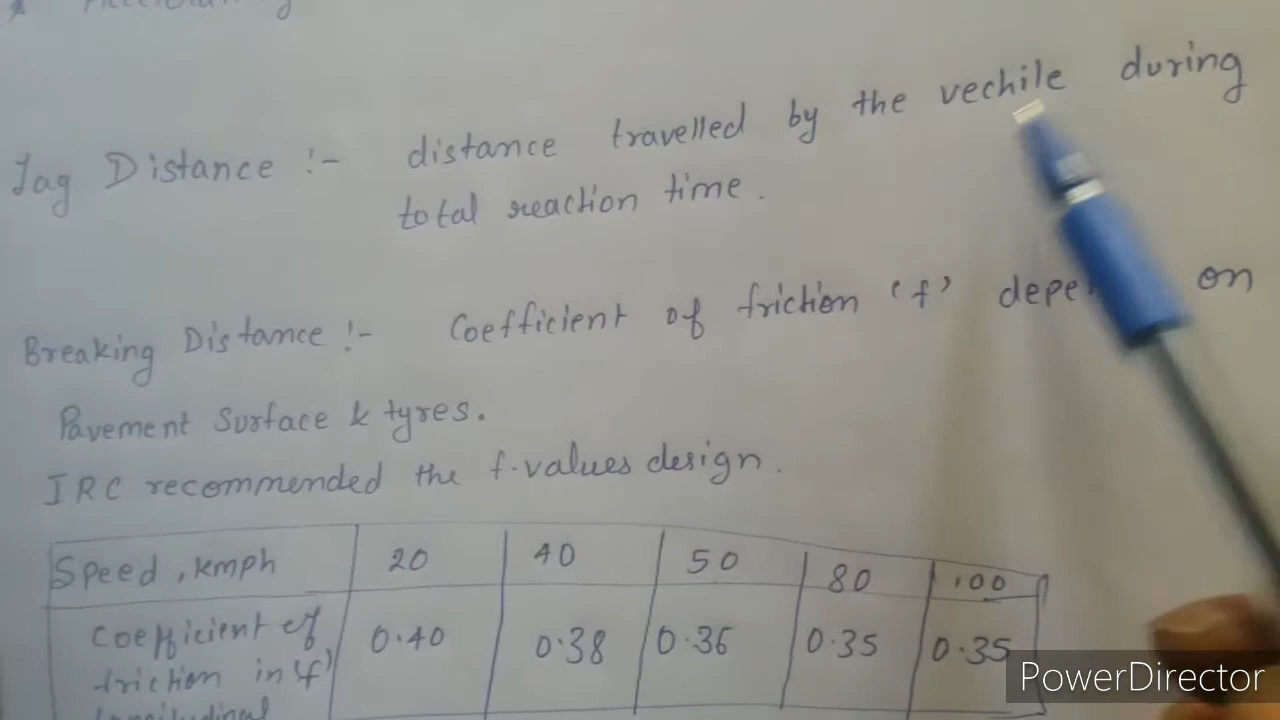 Lag Distance :- distance travelled by the vechile during
total reaction time.
Breaking Distance :- Coefficient of friction 'f' on
Pavement Surface & tyres.
IRC recommended the f-values design.
Speed, kmph 20 40 50 80 100
Coefficient of 0.40 0.38 0.36 0.35 0.35
friction in 'f'
longitudinal
PowerDirector